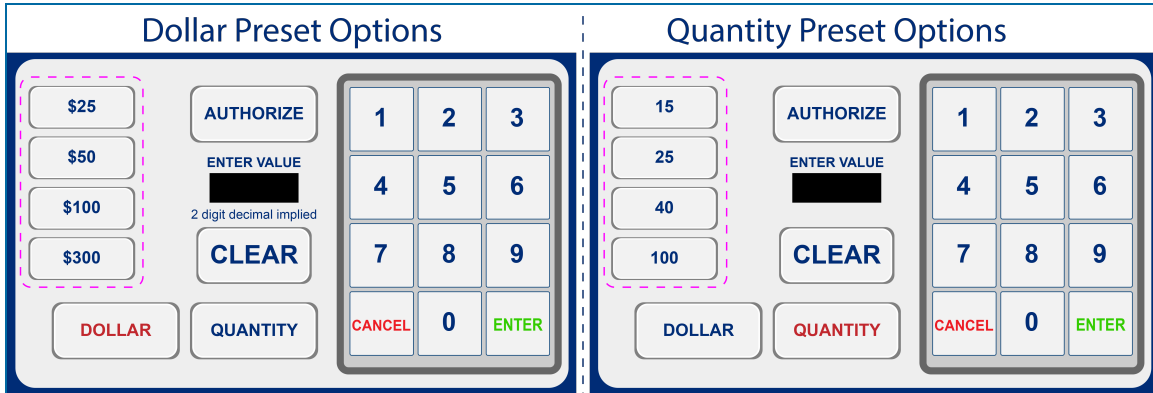 Dollar Preset Options
$25
$50
$100
$300
AUTHORIZE
ENTER VALUE
2 digit decimal implied
CLEAR
DOLLAR
QUANTITY
1 2 3
4 5 6
7 8 9
CANCEL 0 ENTER
Quantity Preset Options
15
25
40
100
AUTHORIZE
ENTER VALUE
CLEAR
DOLLAR
QUANTITY
1 2 3
4 5 6
7 8 9
CANCEL 0 ENTER